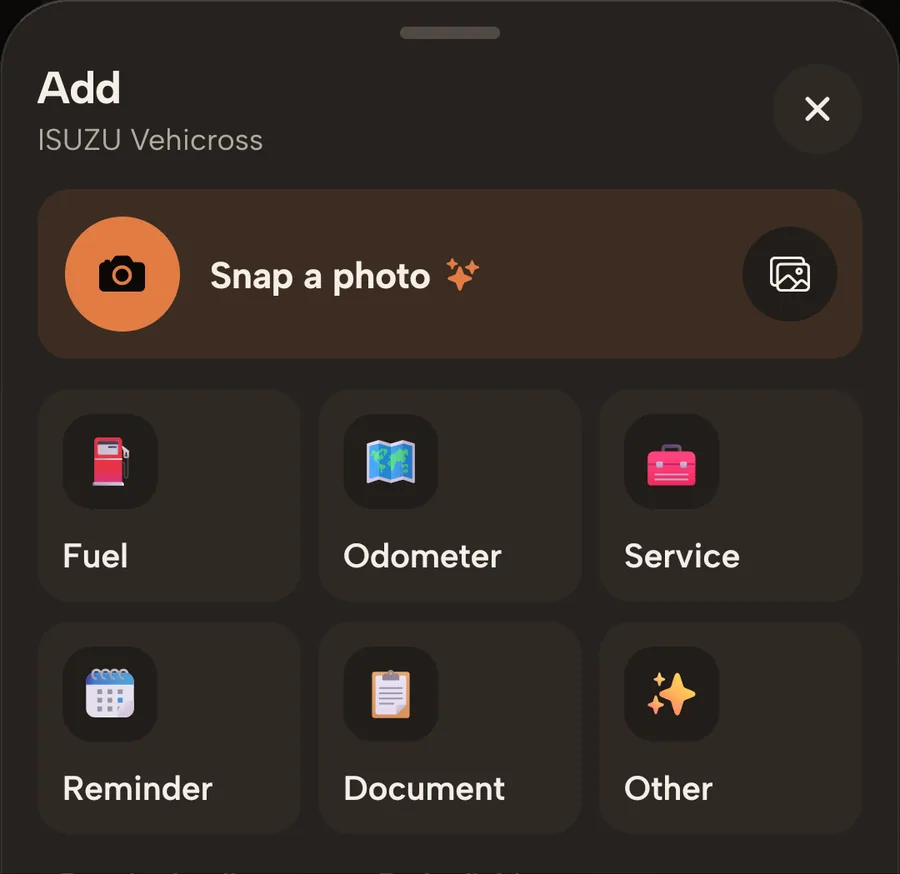 Add
ISUZU Vehicross
Snap a photo
Fuel
Odometer
Service
Reminder
Document
Other